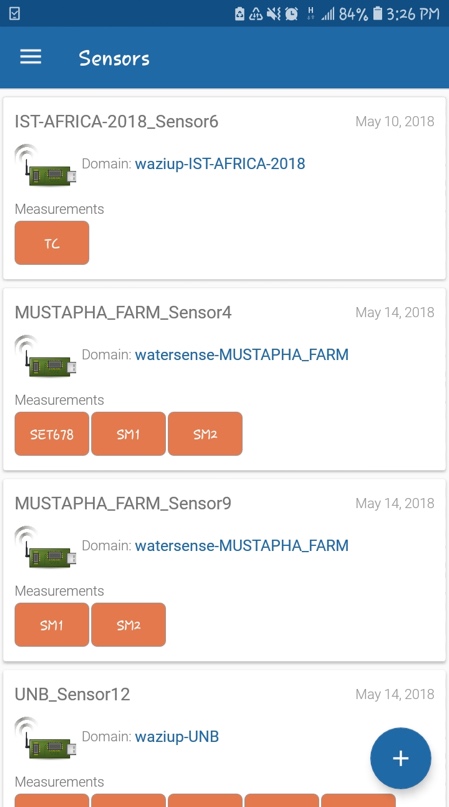 84% 3:26 PM
Sensors
IST-AFRICA-2018_Sensor6 May 10, 2018
Domain: waziup-IST-AFRICA-2018
Measurements
TC
MUSTAPHA_FARM_Sensor4 May 14, 2018
Domain: watersense-MUSTAPHA_FARM
Measurements
SET678 SM1 SM2
MUSTAPHA_FARM_Sensor9 May 14, 2018
Domain: watersense-MUSTAPHA_FARM
Measurements
SM1 SM2
UNB_Sensor12 May 14, 2018
Domain: waziup-UNB
Measurements